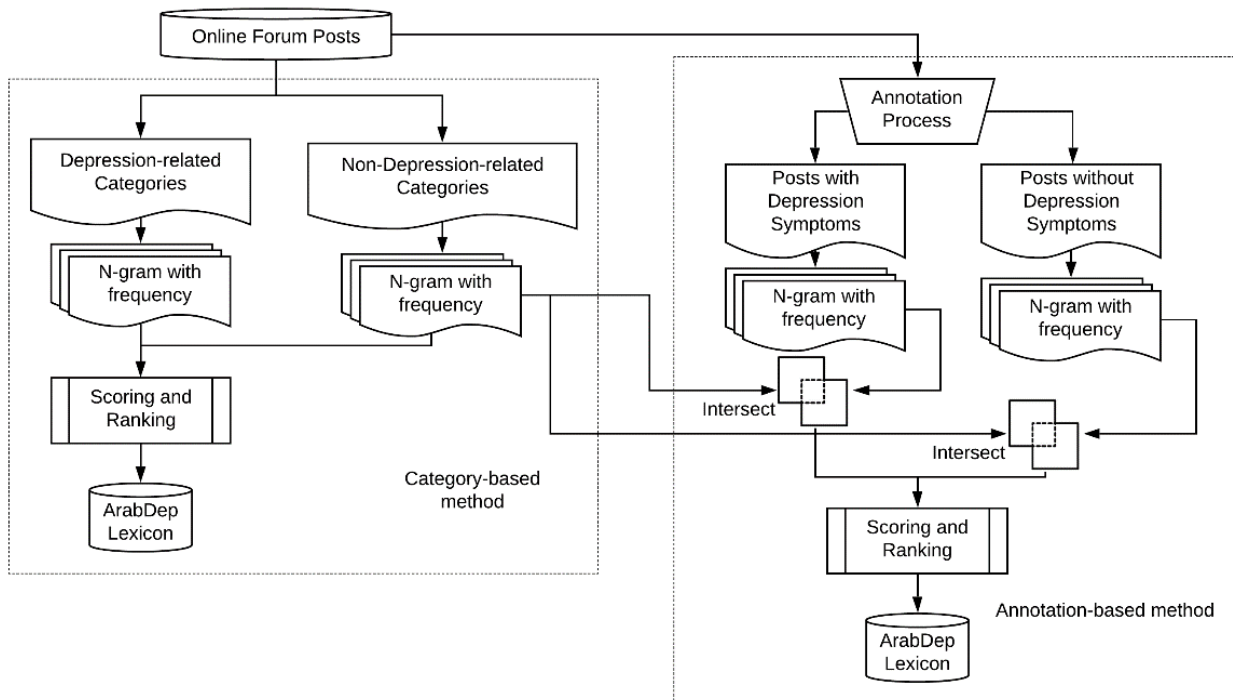 Online Forum Posts
Depression-related
Categories
Non-Depression-related
Categories
N-gram with
frequency
N-gram with
frequency
Scoring and
Ranking
ArabDep
Lexicon
Category-based
method
Annotation
Process
Posts with
Depression
Symptoms
Posts without
Depression
Symptoms
N-gram with
frequency
N-gram with
frequency
Intersect
Intersect
Scoring and
Ranking
ArabDep
Lexicon
Annotation-based method